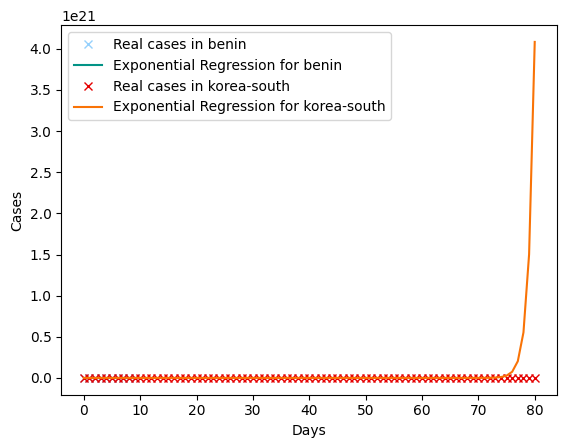 1e21
Real cases in benin
Exponential Regression for benin
Real cases in korea-south
Exponential Regression for korea-south
4.0
3.5
3.0
2.5
2.0
1.5
1.0
0.5
0.0
Cases
0 10 20 30 40 50 60 70 80
Days